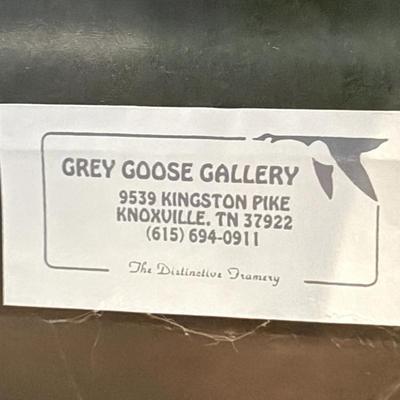 GREY GOOSE GALLERY
9539 KINGSTON PIKE
KNOXVILLE, TN 37922
(615) 694-0911
The Distinctive Framery